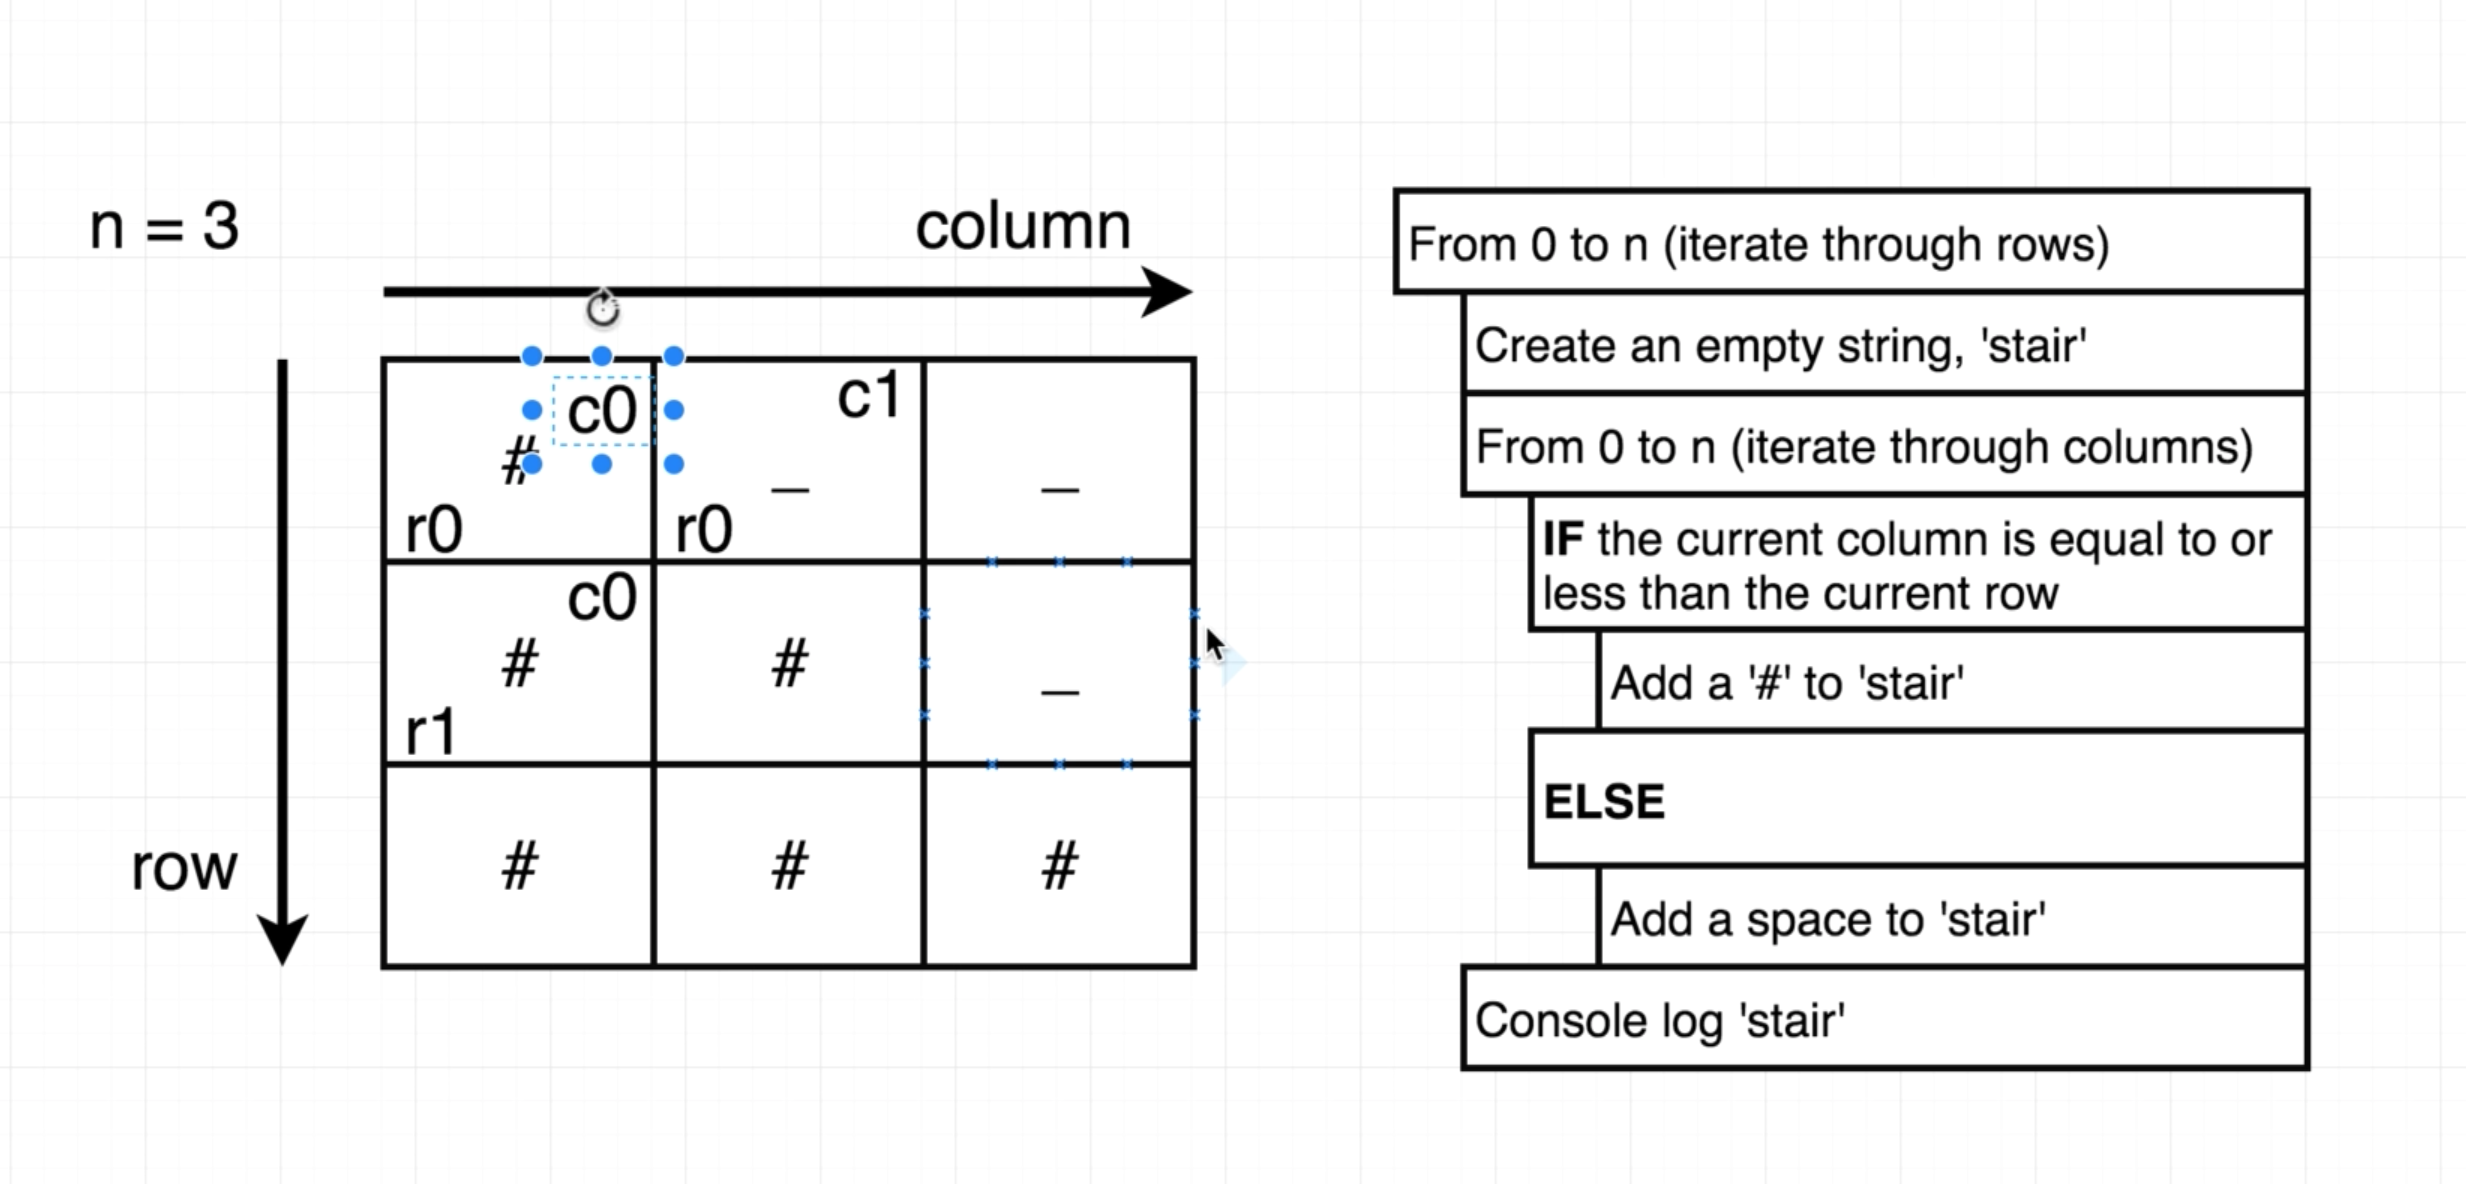 n = 3
column
row
c0
#
r0
c1
_
r0
_
c0
#
r1
#
_
#
#
#
From 0 to n (iterate through rows)
Create an empty string, 'stair'
From 0 to n (iterate through columns)
IF the current column is equal to or
less than the current row
Add a '#' to 'stair'
ELSE
Add a space to 'stair'
Console log 'stair'